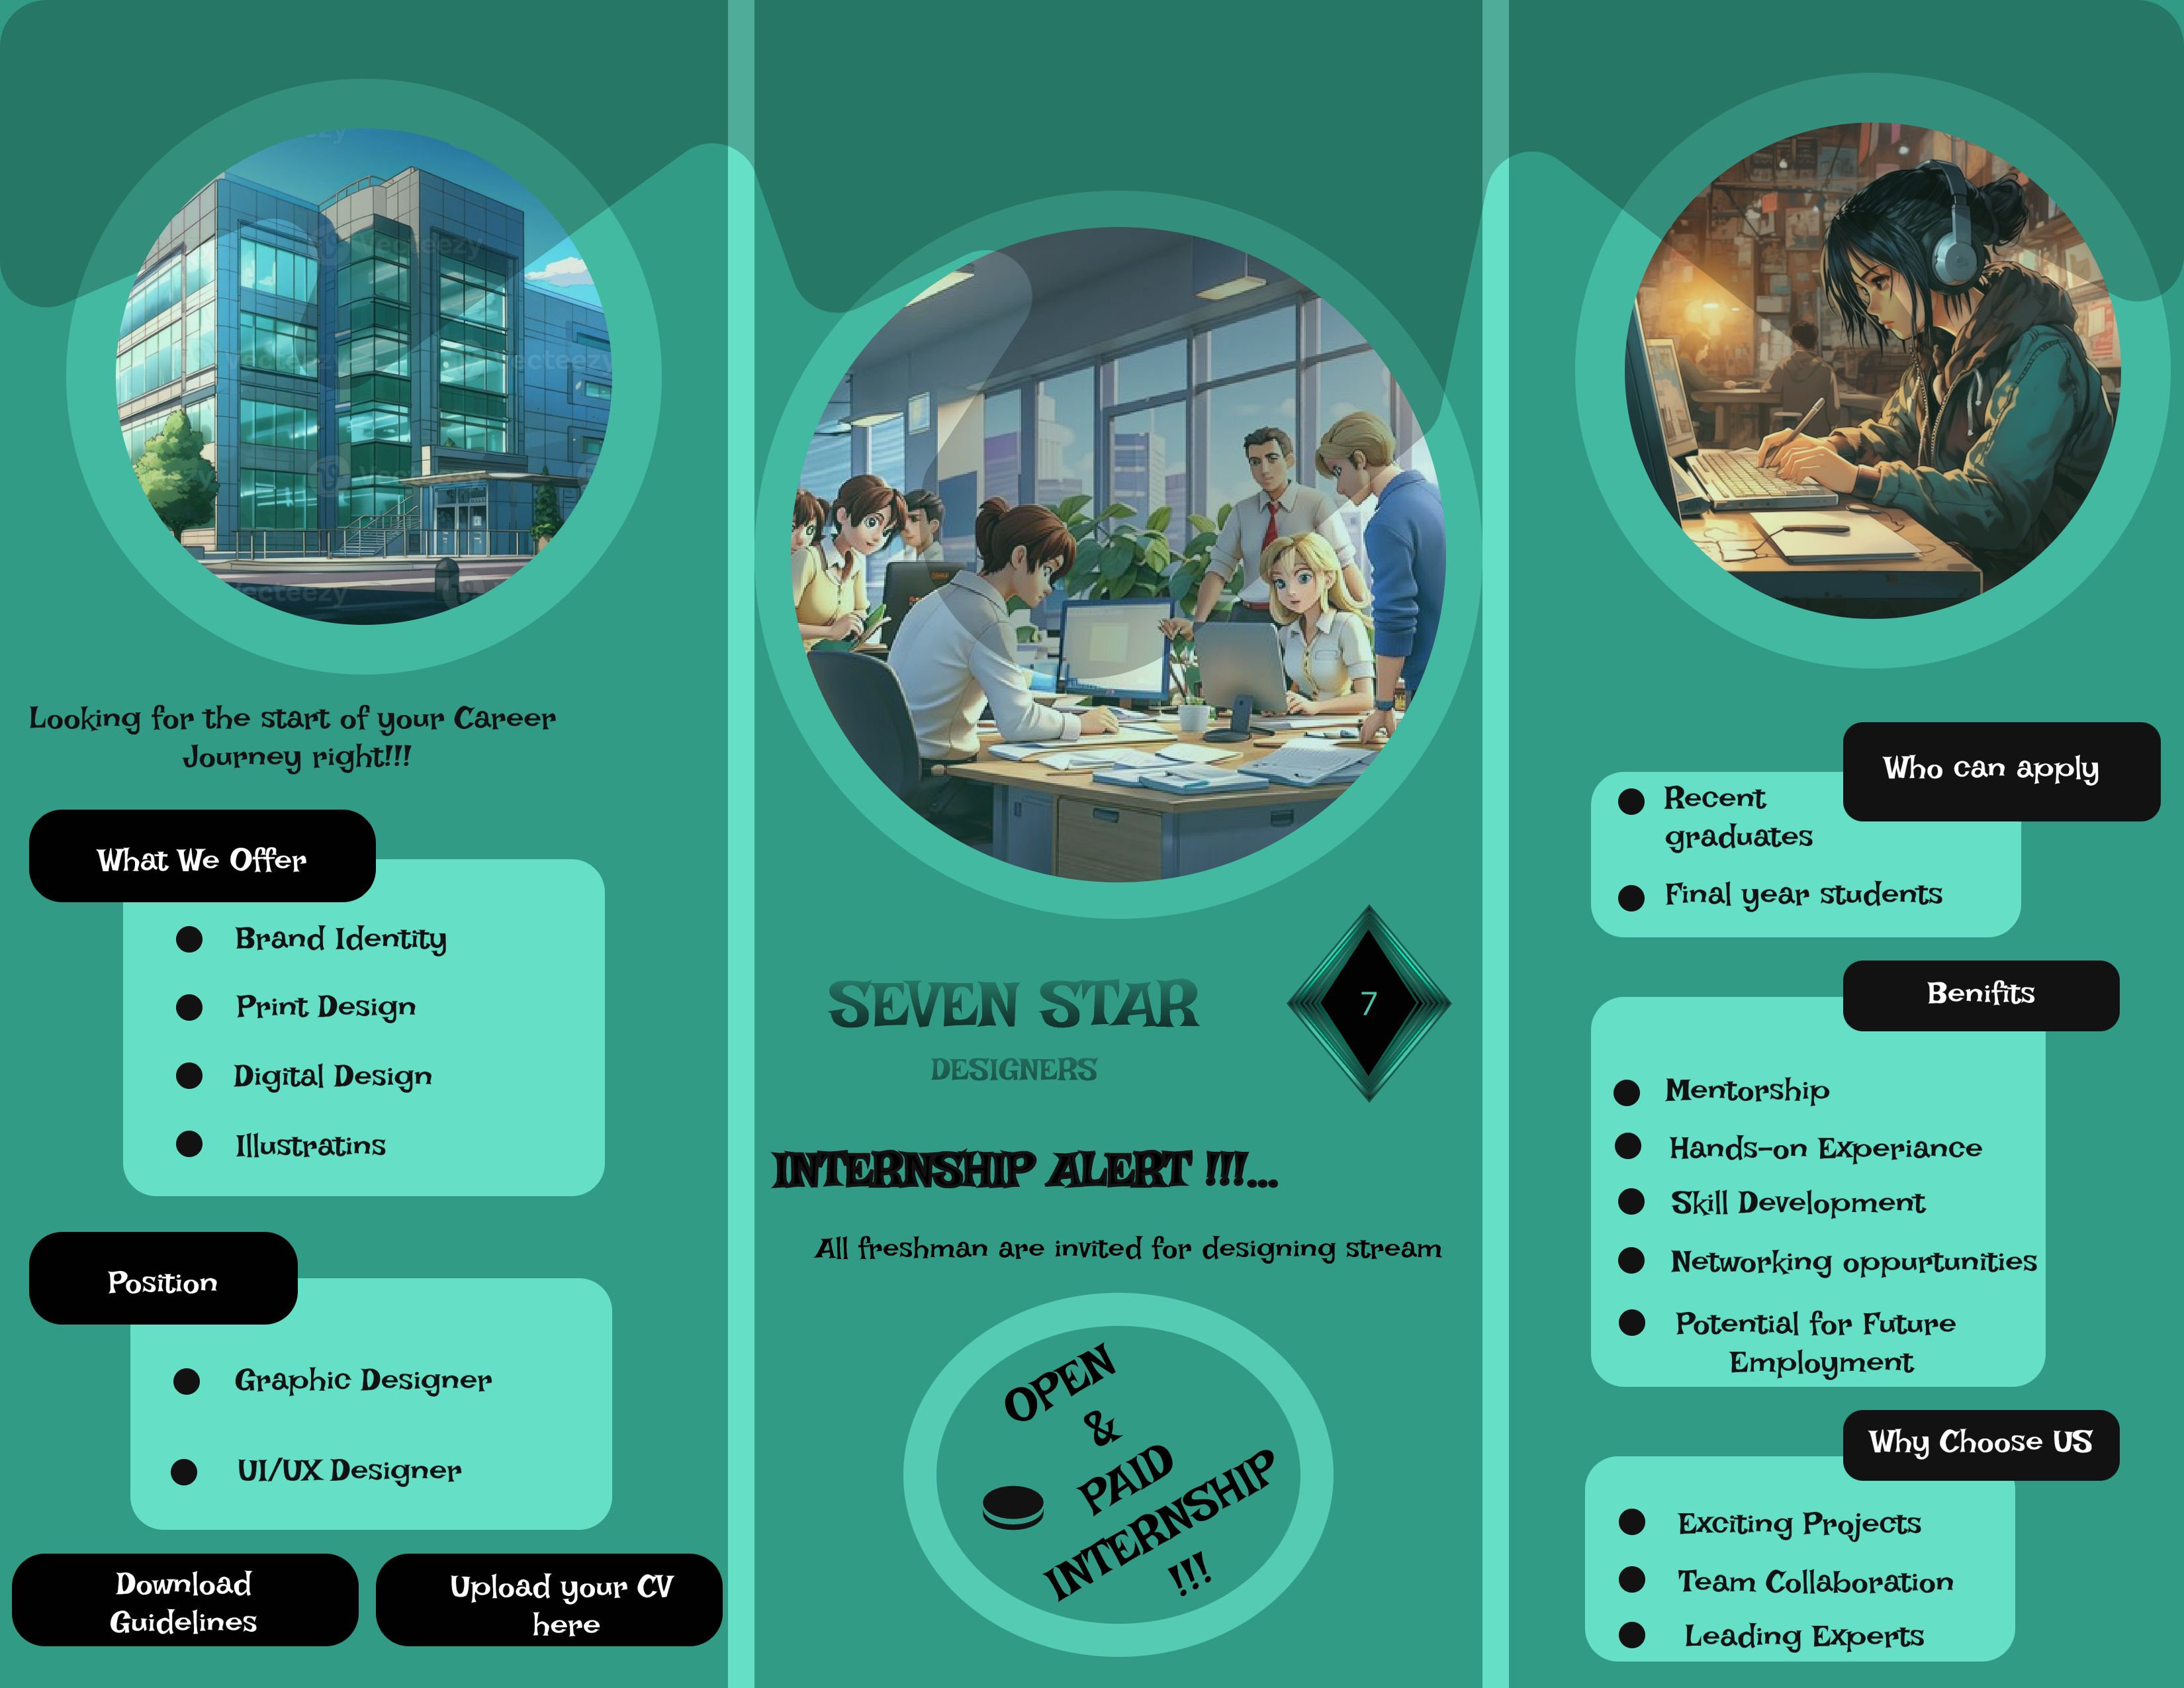 Looking for the start of your Career
Journey right!!!
What We Offer
Brand Identity
Print Design
Digital Design
Illustratins
Position
Graphic Designer
UI/UX Designer
Download
Guidelines
Upload your CV
here
SEVEN STAR
DESIGNERS
7
INTERNSHIP ALERT !!!...
All freshman are invited for designing stream
OPEN
&
PAID
INTERNSHIP
!!!
Who can apply
Recent
graduates
Final year students
Benifits
Mentorship
Hands-on Experiance
Skill Development
Networking oppurtunities
Potential for Future
Employment
Why Choose US
Exciting Projects
Team Collaboration
Leading Experts
vecteezy
vecteezy
vecteezy
vecteezy